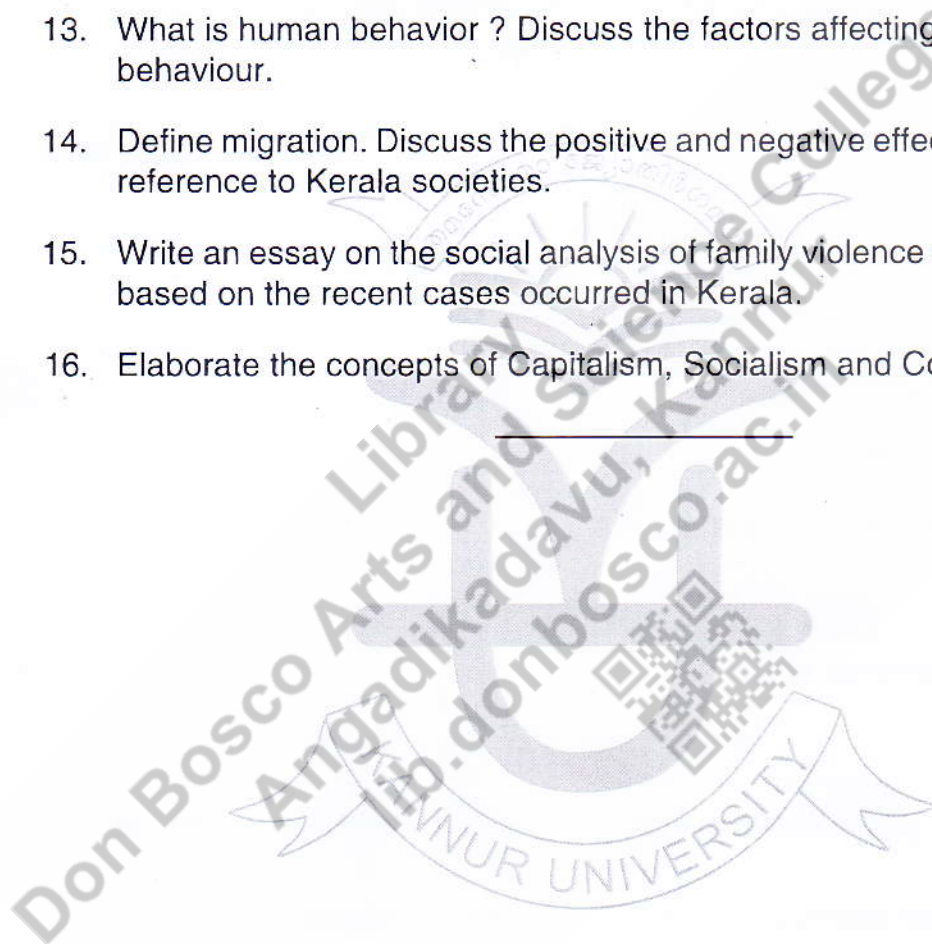 13. What is human behavior ? Discuss the factors affecting
behaviour.
14. Define migration. Discuss the positive and negative effe
reference to Kerala societies.
15. Write an essay on the social analysis of family violence
based on the recent cases occurred in Kerala.
16. Elaborate the concepts of Capitalism, Socialism and Co
Library
Don Bosco Arts and Science Colleg
Angadikadavu, Kannur
lib.donbosco.ac.in
KANNUR UNIVERSITY